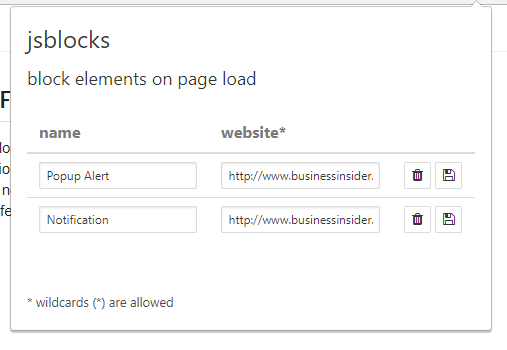 jsblocks
block elements on page load
name website*
Popup Alert http://www.businessinsider.
Notification http://www.businessinsider.
* wildcards (*) are allowed